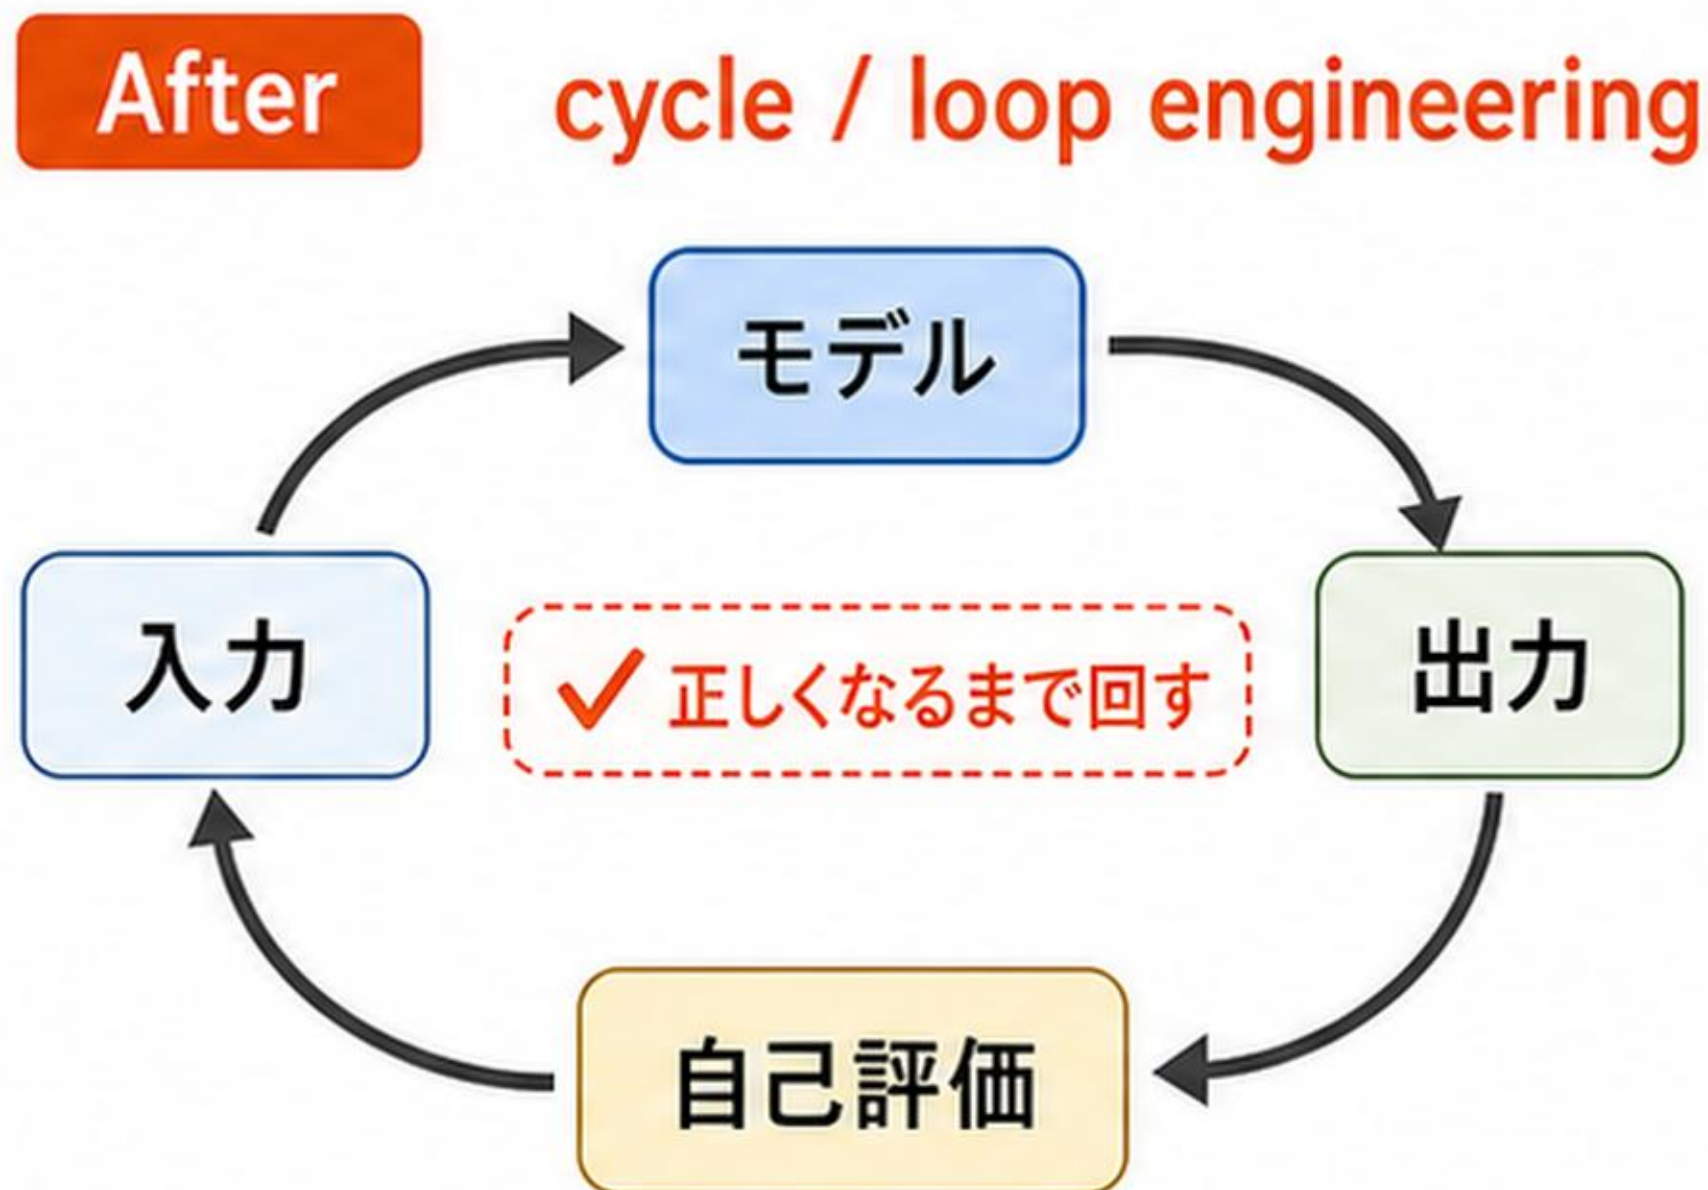 After
cycle / loop engineering
モデル
入力
✓ 正しくなるまで回す
出力
自己評価